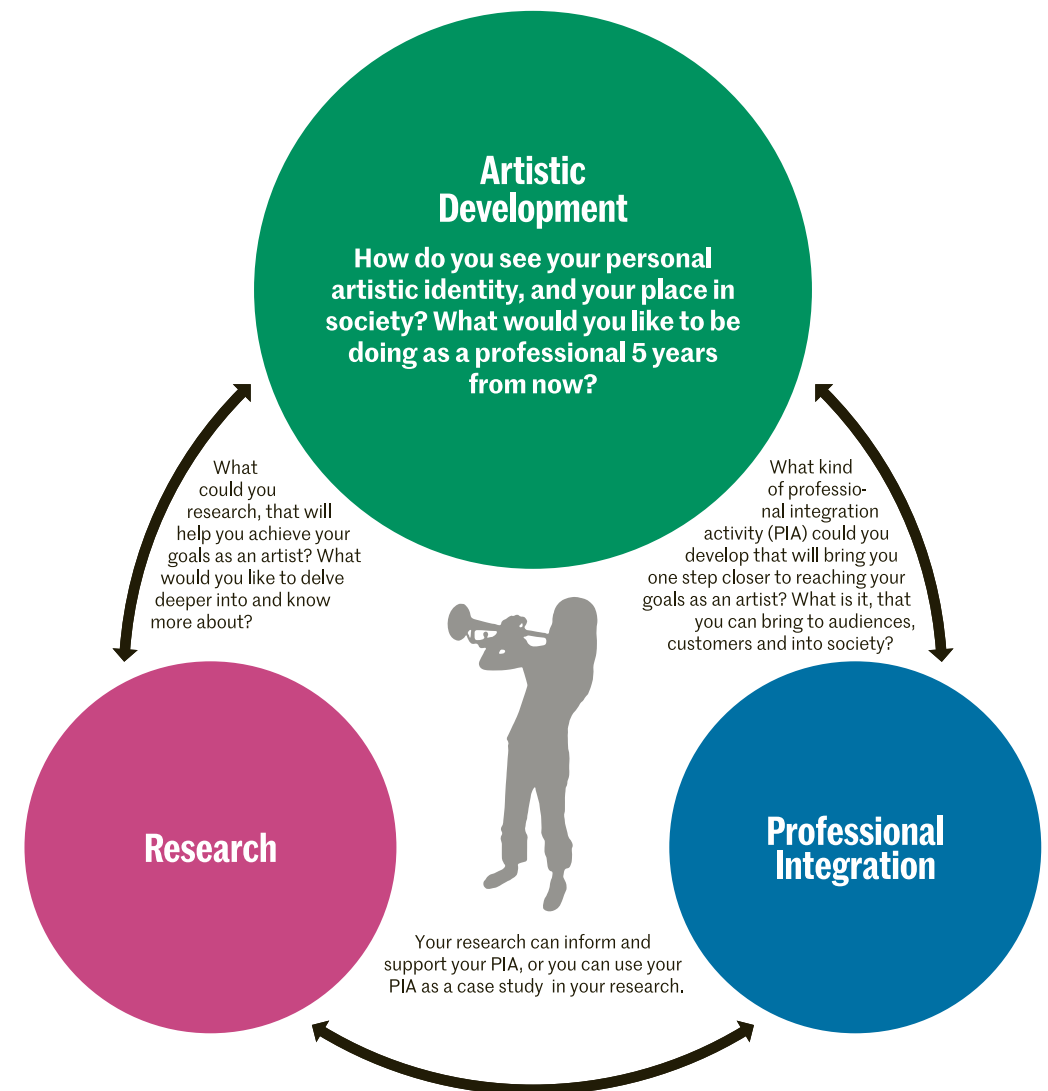 Artistic
Development
How do you see your personal
artistic identity, and your place in
society? What would you like to be
doing as a professional 5 years
from now?
What
could you
research, that will
help you achieve your
goals as an artist? What
would you like to delve
deeper into and know
more about?
What kind
of professio-
nal integration
activity (PIA) could you
develop that will bring you
one step closer to reaching your
goals as an artist? What is it, that
you can bring to audiences,
customers and into society?
Research
Professional
Integration
Your research can inform and
support your PIA, or you can use your
PIA as a case study in your research.